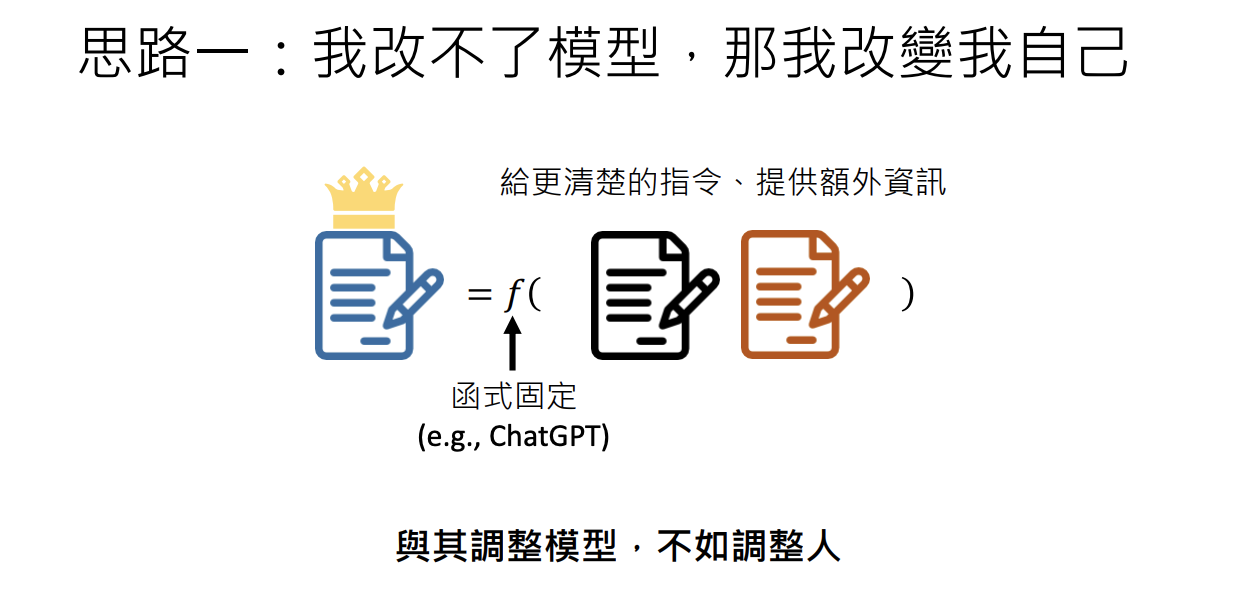 思路一：我改不了模型，那我改變我自己
給更清楚的指令、提供額外資訊
= f( )
函式固定
(e.g., ChatGPT)
與其調整模型，不如調整人